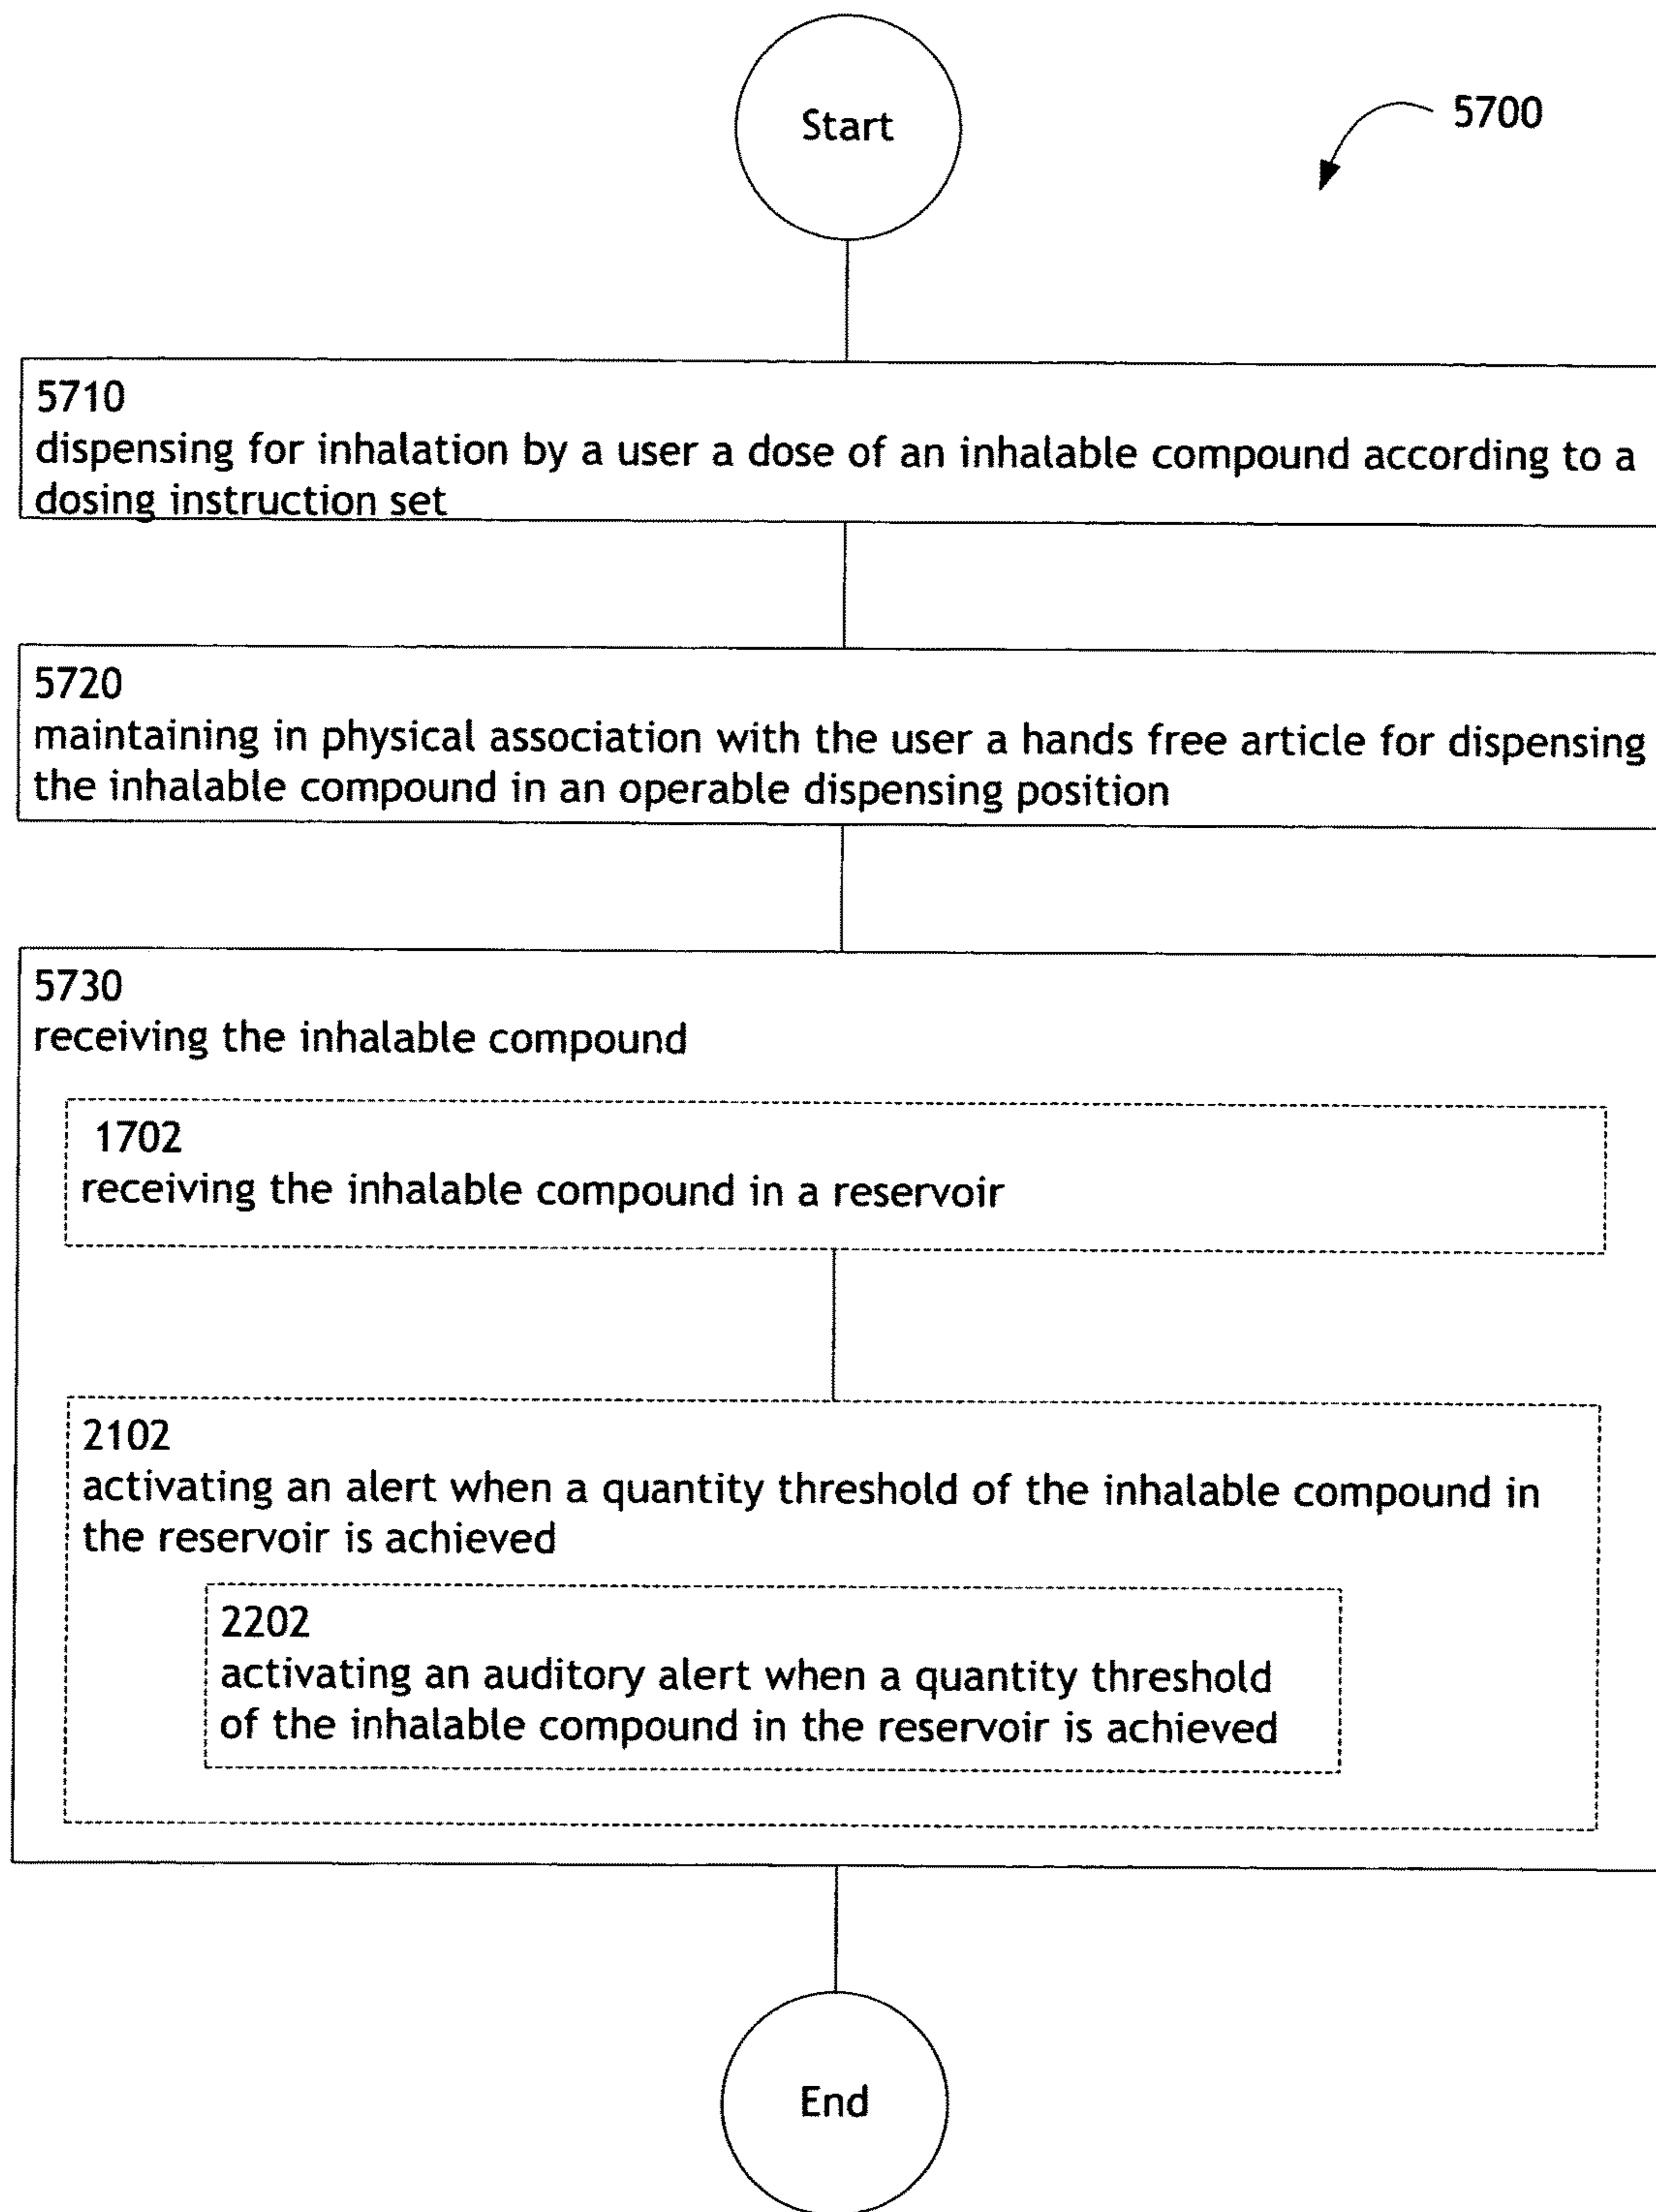 Start
5700
5710
dispensing for inhalation by a user a dose of an inhalable compound according to a
dosing instruction set
5720
maintaining in physical association with the user a hands free article for dispensing
the inhalable compound in an operable dispensing position
5730
receiving the inhalable compound
1702
receiving the inhalable compound in a reservoir
2102
activating an alert when a quantity threshold of the inhalable compound in
the reservoir is achieved
2202
activating an auditory alert when a quantity threshold
of the inhalable compound in the reservoir is achieved
End